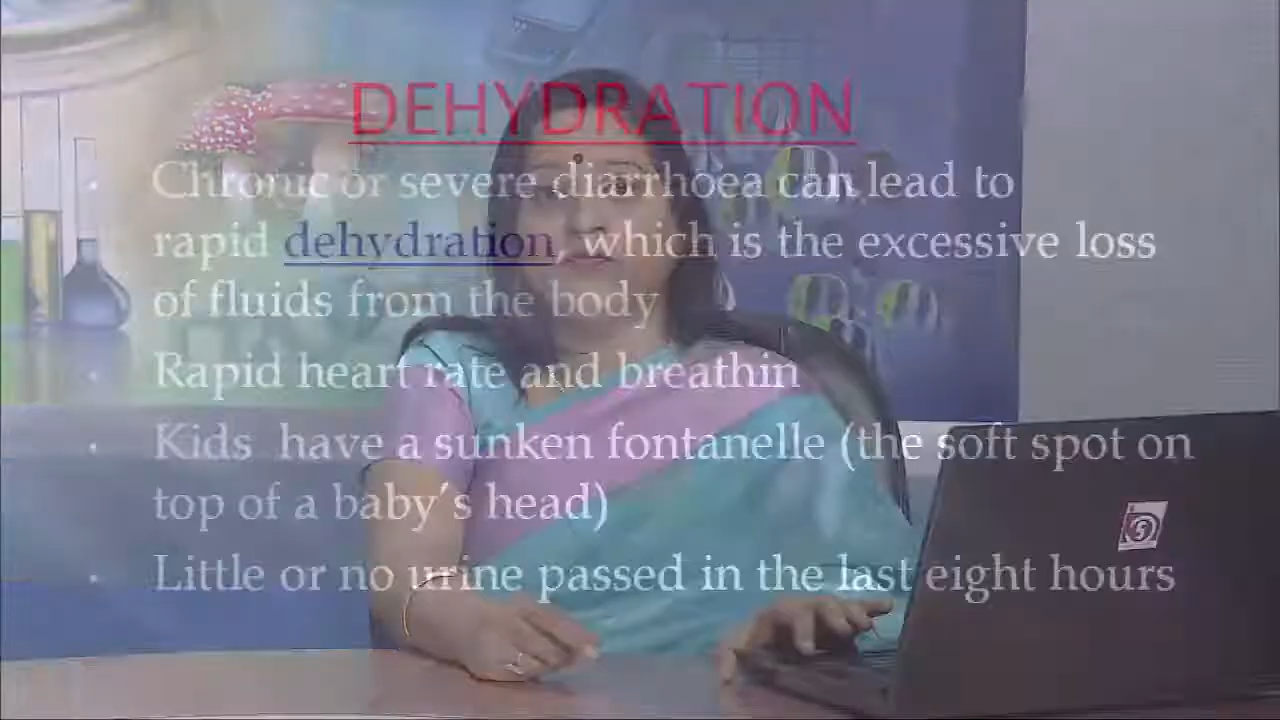 DEHYDRATION
Chronic or severe diarrhoea can lead to
rapid dehydration, which is the excessive loss
of fluids from the body
Rapid heart rate and breathin
Kids have a sunken fontanelle (the soft spot on
top of a baby's head)
Little or no urine passed in the last eight hours